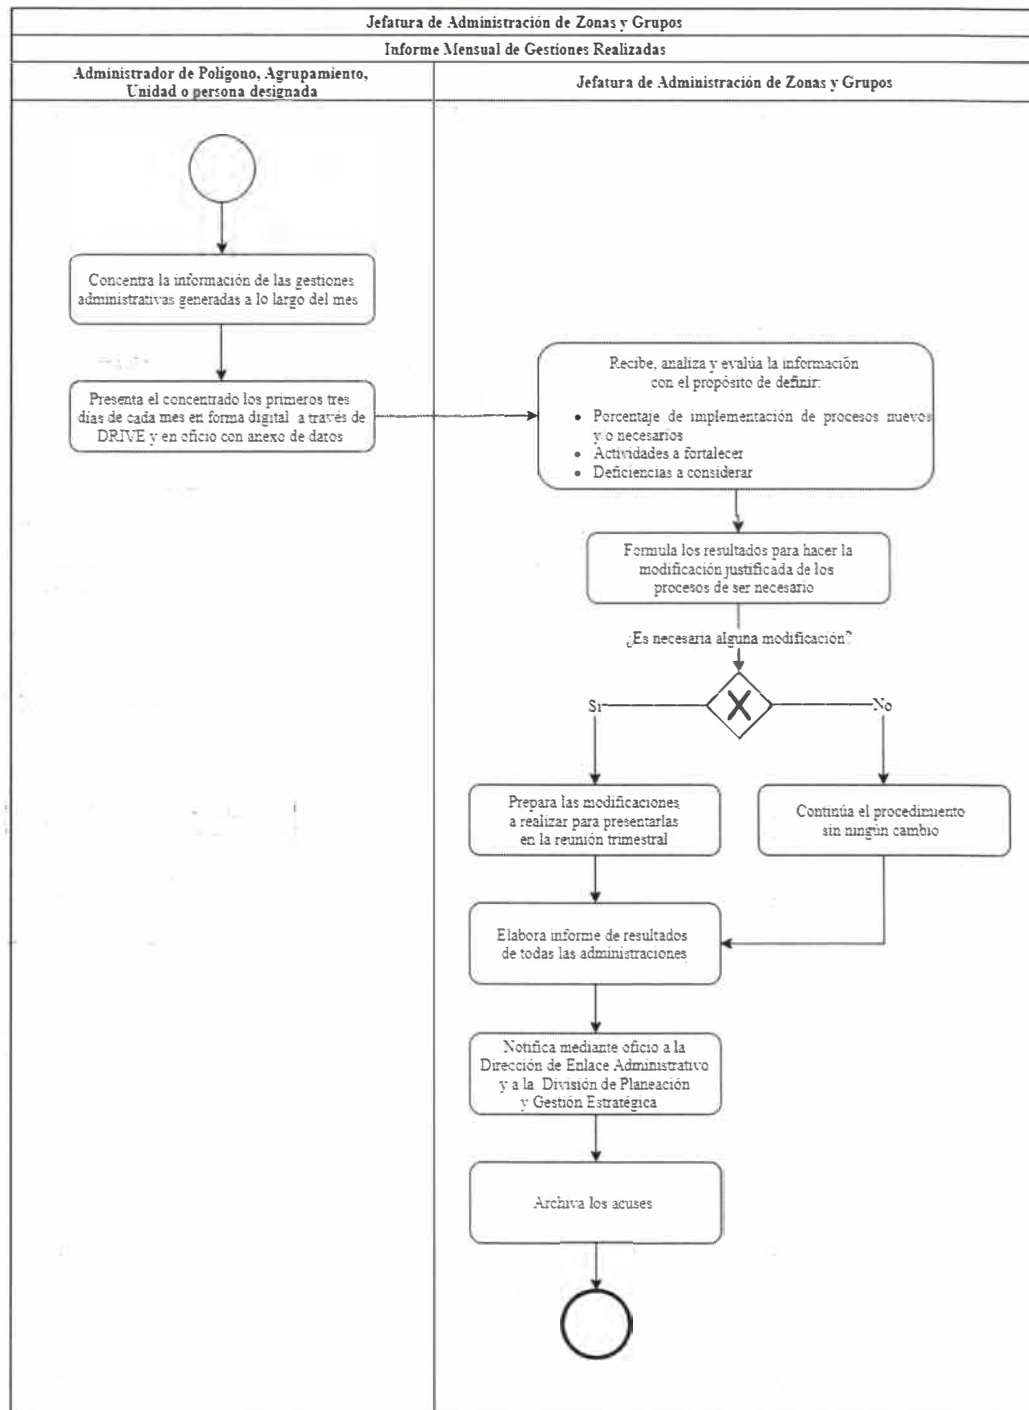 Jefatura de Administración de Zonas y Grupos
Informe Mensual de Gestiones Realizadas
Administrador de Polígono, Agrupamiento,
Unidad o persona designada
Jefatura de Administración de Zonas y Grupos
Concentra la información de las gestiones
administrativas generadas a lo largo del mes
Presenta el concentrado los primeros tres
días de cada mes en forma digital a través de
DRIVE y en oficio con anexo de datos
Recibe, analiza y evalúa la información
con el propósito de definir:
• Porcentaje de implementación de procesos nuevos
y o necesarios
• Actividades a fortalecer
• Deficiencias a considerar
Formula los resultados para hacer la
modificación justificada de los
procesos de ser necesario
¿Es necesaria alguna modificación?
X
Si
No
Prepara las modificaciones
a realizar para presentarlas
en la reunión trimestral
Continúa el procedimiento
sin ningún cambio
Elabora informe de resultados
de todas las administraciones
Notifica mediante oficio a la
Dirección de Enlace Administrativo
y a la División de Planeación
y Gestión Estratégica
Archiva los acuses